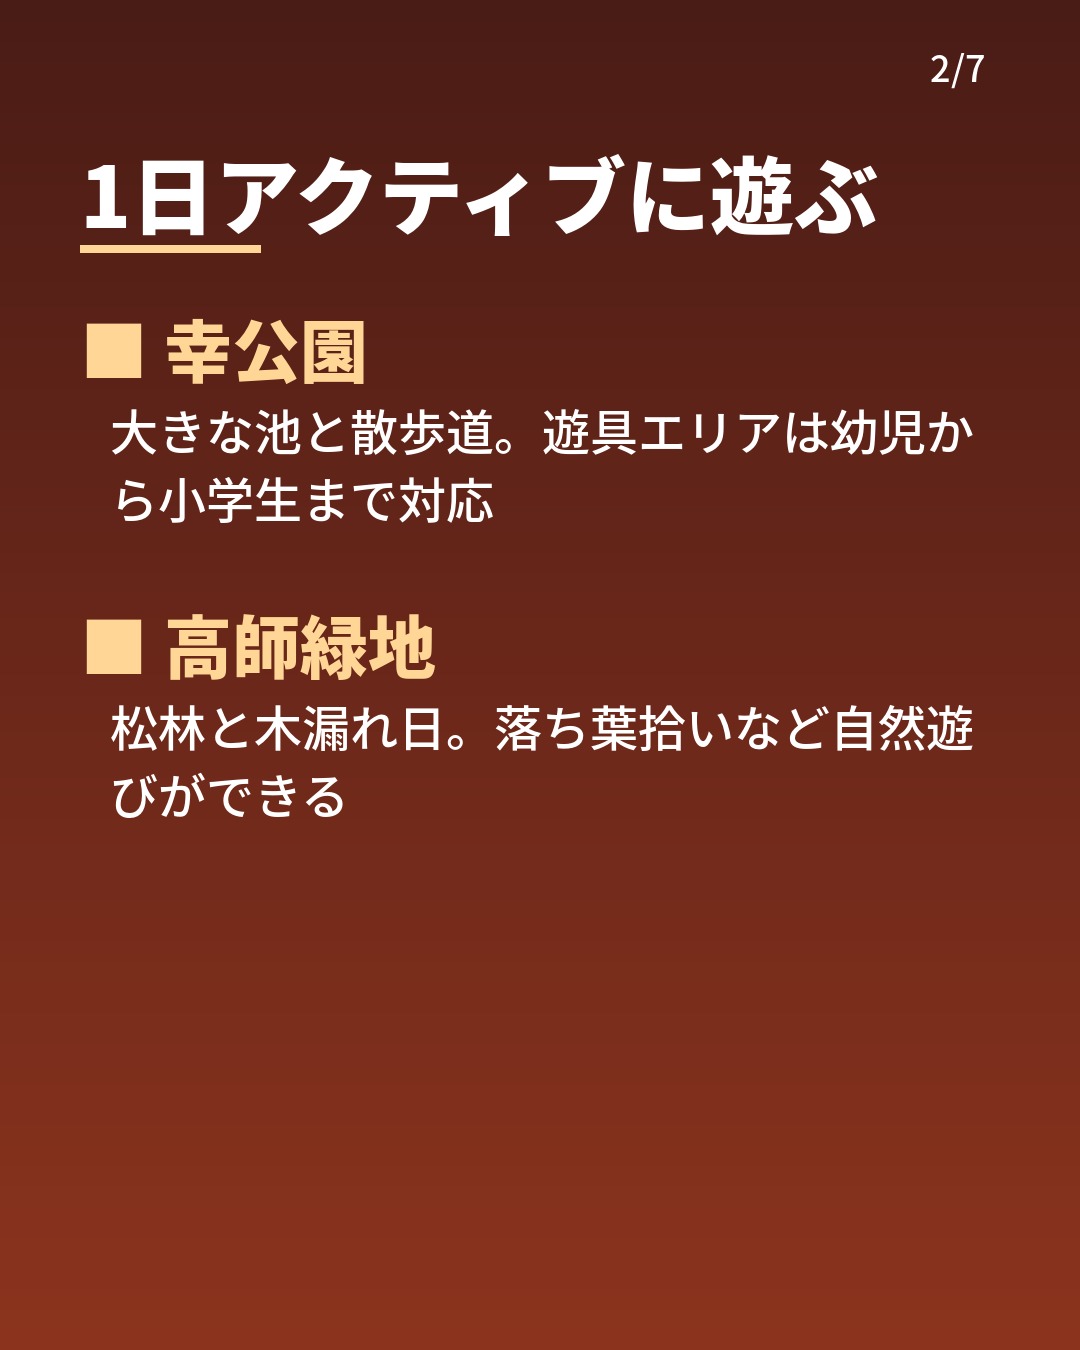 2/7
1日アクティブに遊ぶ
■ 幸公園
大きな池と散歩道。遊具エリアは幼児か
ら小学生まで対応
■ 高師緑地
松林と木漏れ日。落ち葉拾いなど自然遊
びができる